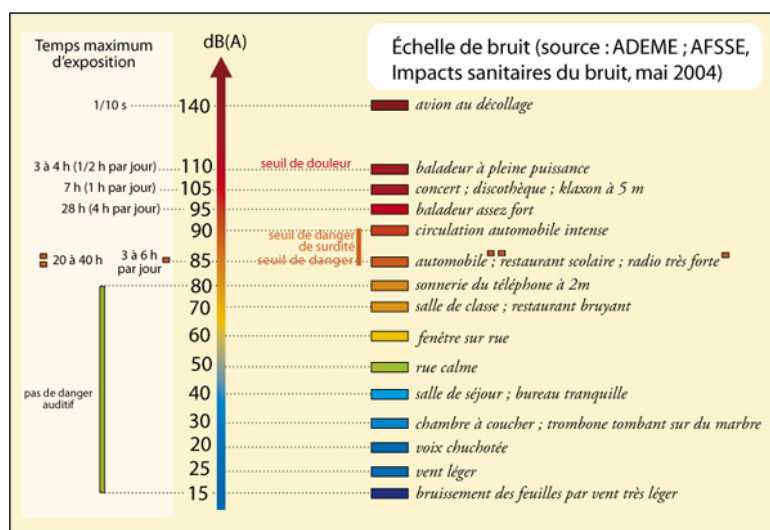 Temps maximum
d'exposition
dB(A)
Échelle de bruit (source : ADEME ; AFSSE,
Impacts sanitaires du bruit, mai 2004)
1/10 s 140 avion au décollage
3 à 4 h (1/2 h par jour) 110 seuil de douleur baladeur à pleine puissance
7 h (1 h par jour) 105 concert ; discothèque ; klaxon à 5 m
28 h (4 h par jour) 95 baladeur assez fort
90 circulation automobile intense
seuil de danger
de surdité
20 à 40 h 3 à 6 h
par jour
85 seuil de danger automobile ; restaurant scolaire ; radio très forte
80 sonnerie du téléphone à 2m
70 salle de classe ; restaurant bruyant
60 fenêtre sur rue
50 rue calme
pas de danger
auditif
40 salle de séjour ; bureau tranquille
30 chambre à coucher ; trombone tombant sur du marbre
20 voix chuchotée
25 vent léger
15 bruissement des feuilles par vent très léger